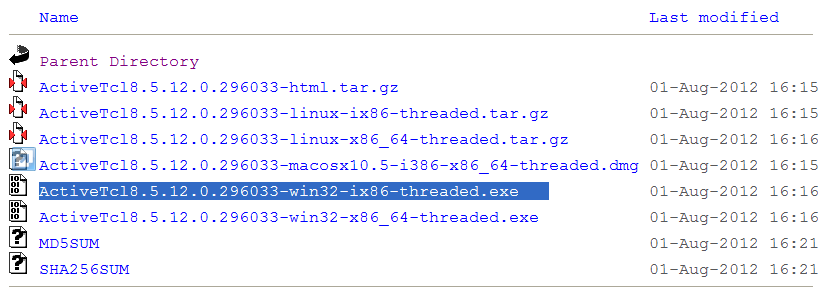 Name Last modified
Parent Directory
ActiveTcl8.5.12.0.296033-html.tar.gz 01-Aug-2012 16:15
ActiveTcl8.5.12.0.296033-linux-ix86-threaded.tar.gz 01-Aug-2012 16:15
ActiveTcl8.5.12.0.296033-linux-x86_64-threaded.tar.gz 01-Aug-2012 16:16
ActiveTcl8.5.12.0.296033-macosx10.5-i386-x86_64-threaded.dmg 01-Aug-2012 16:15
ActiveTcl8.5.12.0.296033-win32-ix86-threaded.exe 01-Aug-2012 16:16
ActiveTcl8.5.12.0.296033-win32-x86_64-threaded.exe 01-Aug-2012 16:16
MD5SUM 01-Aug-2012 16:21
SHA256SUM 01-Aug-2012 16:21